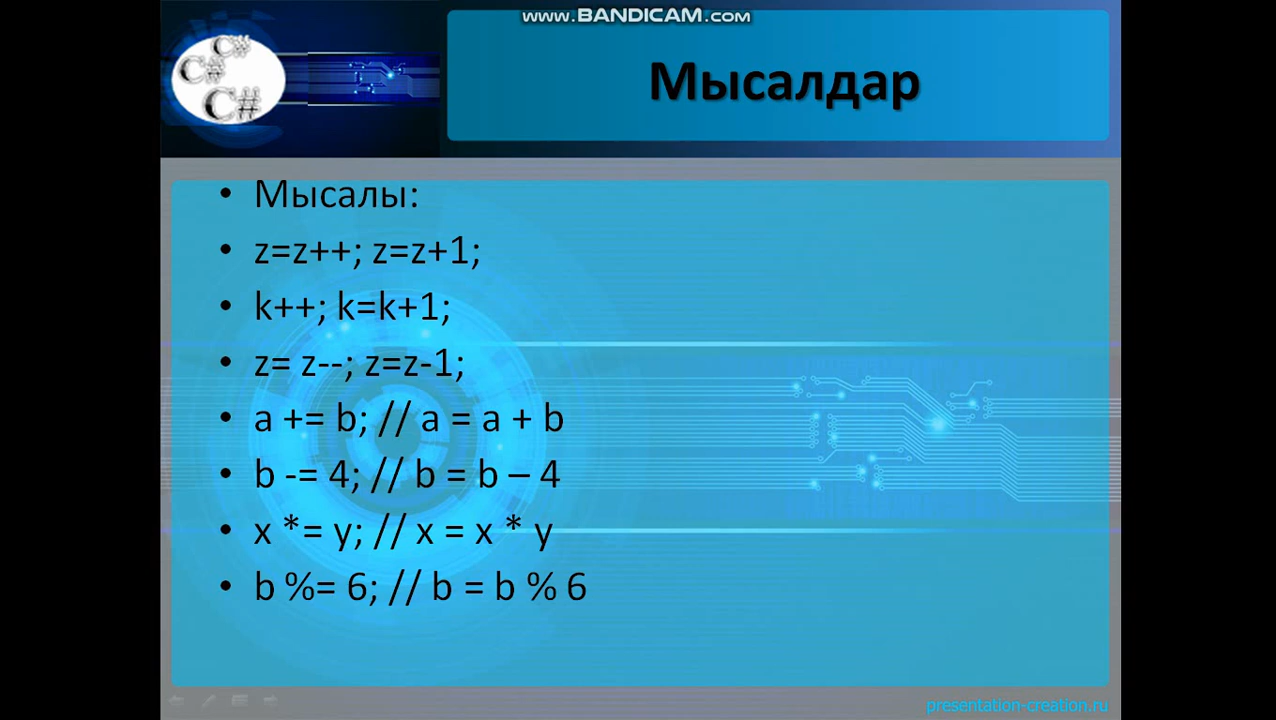 www.BANDICAM.com
C#
C#
C#
Мысалдар
• Мысалы:
• z=z++; z=z+1;
• k++; k=k+1;
• z= z--; z=z-1;
• a += b; // a = a + b
• b -= 4; // b = b – 4
• x *= y; // x = x * y
• b %= 6; // b = b % 6
presentation-creation.ru